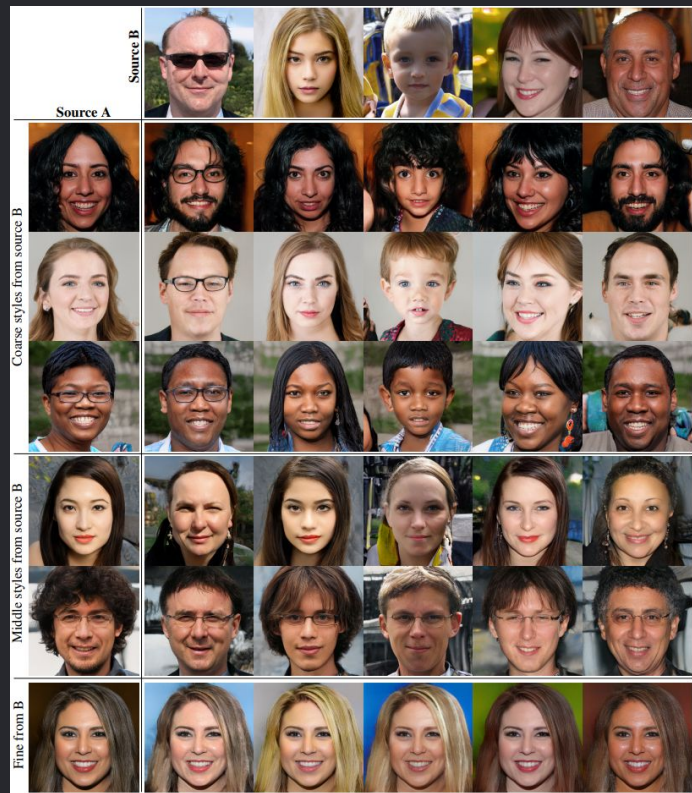 Source B
Source A
Coarse styles from source B
Middle styles from source B
Fine from B